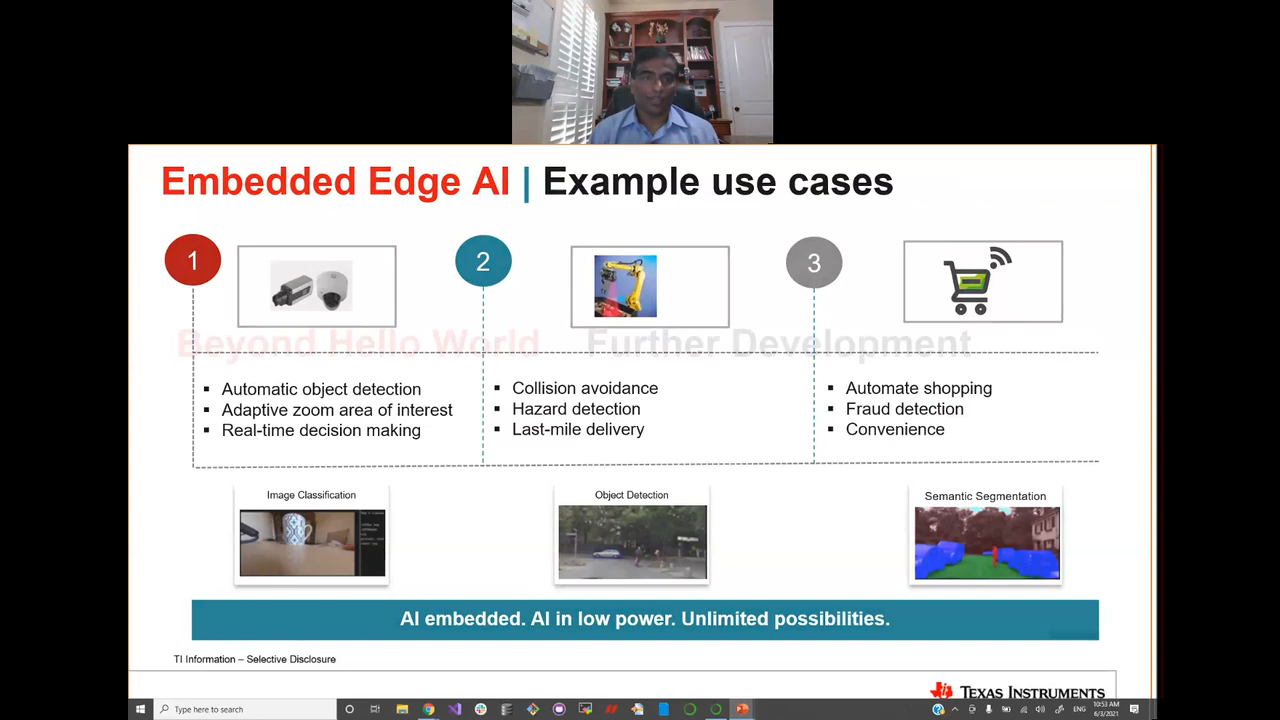 Embedded Edge AI | Example use cases
1
2
3
Beyond Hello World
Further Development
▪ Automatic object detection
▪ Adaptive zoom area of interest
▪ Real-time decision making
▪ Collision avoidance
▪ Hazard detection
▪ Last-mile delivery
▪ Automate shopping
▪ Fraud detection
▪ Convenience
Image Classification
Object Detection
Semantic Segmentation
AI embedded. AI in low power. Unlimited possibilities.
TI Information – Selective Disclosure
TEXAS INSTRUMENTS
Type here to search
ENG
10:53 AM
6/3/2021